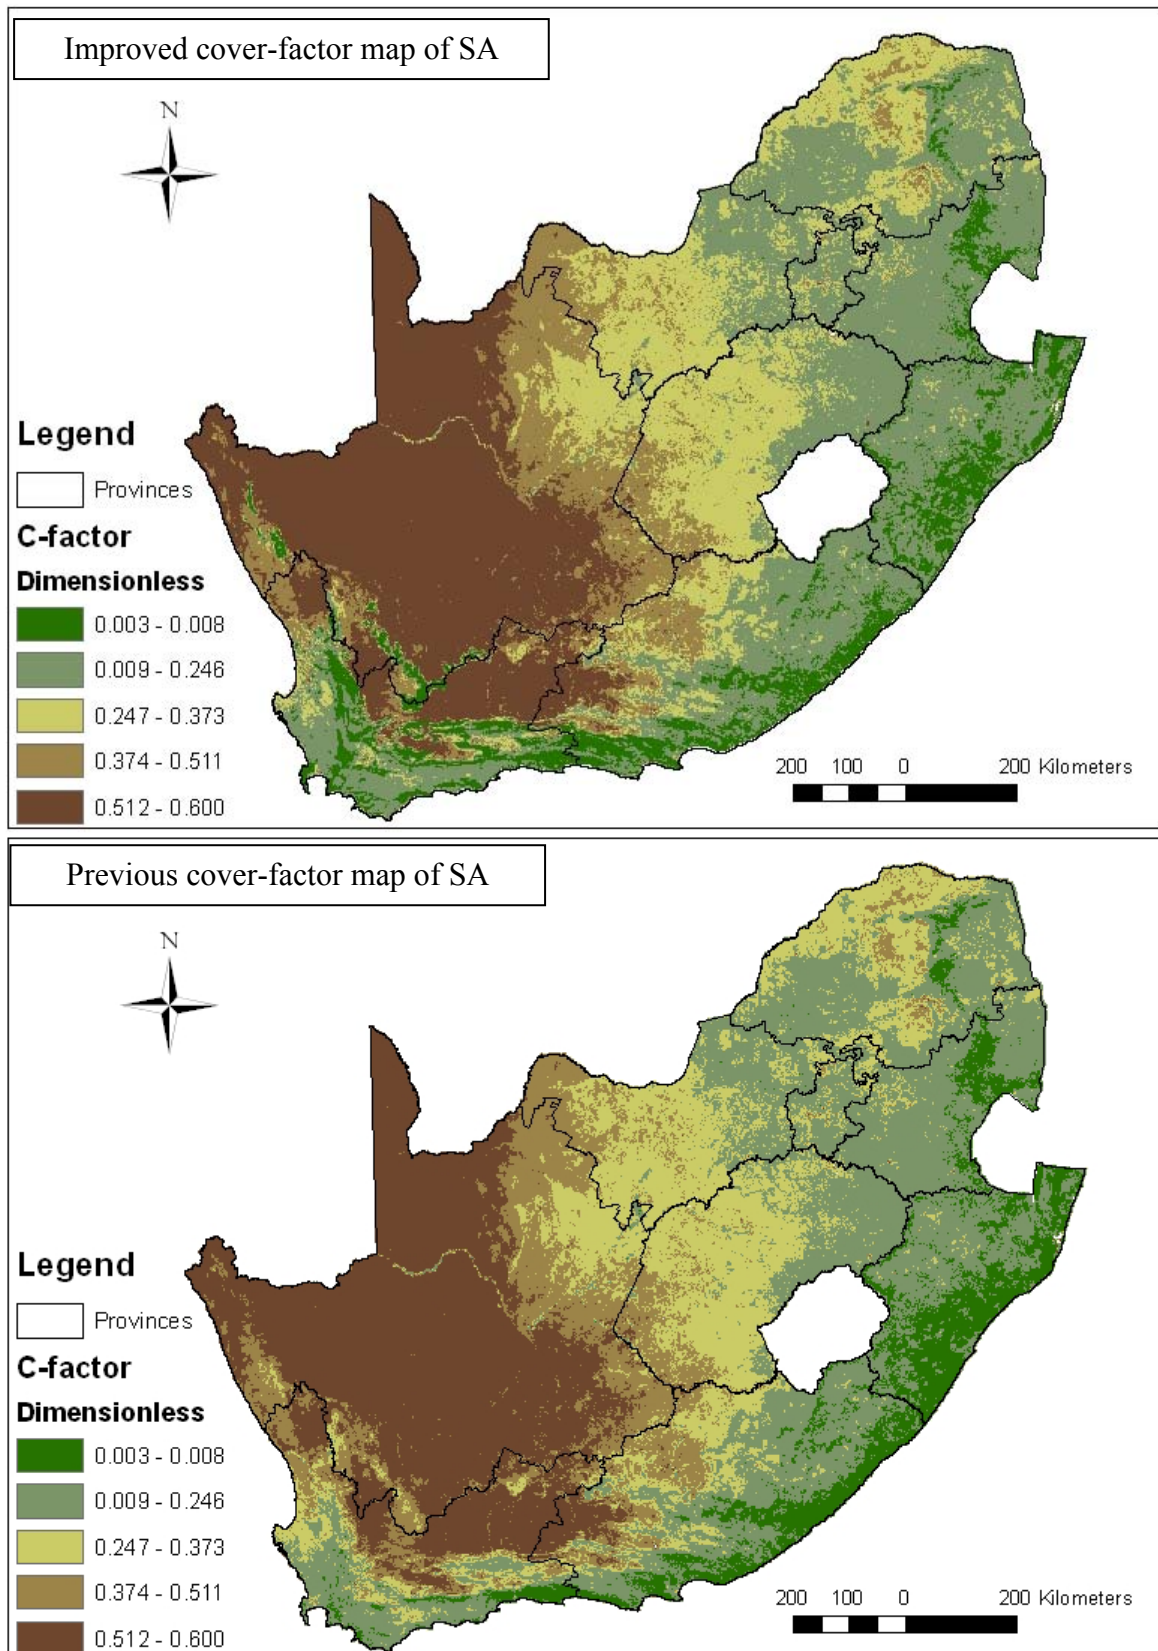 Improved cover-factor map of SA
N
Legend
Provinces
C-factor
Dimensionless
0.003 - 0.008
0.009 - 0.246
0.247 - 0.373
0.374 - 0.511
0.512 - 0.600
200 100 0 200 Kilometers
Previous cover-factor map of SA
N
Legend
Provinces
C-factor
Dimensionless
0.003 - 0.008
0.009 - 0.246
0.247 - 0.373
0.374 - 0.511
0.512 - 0.600
200 100 0 200 Kilometers